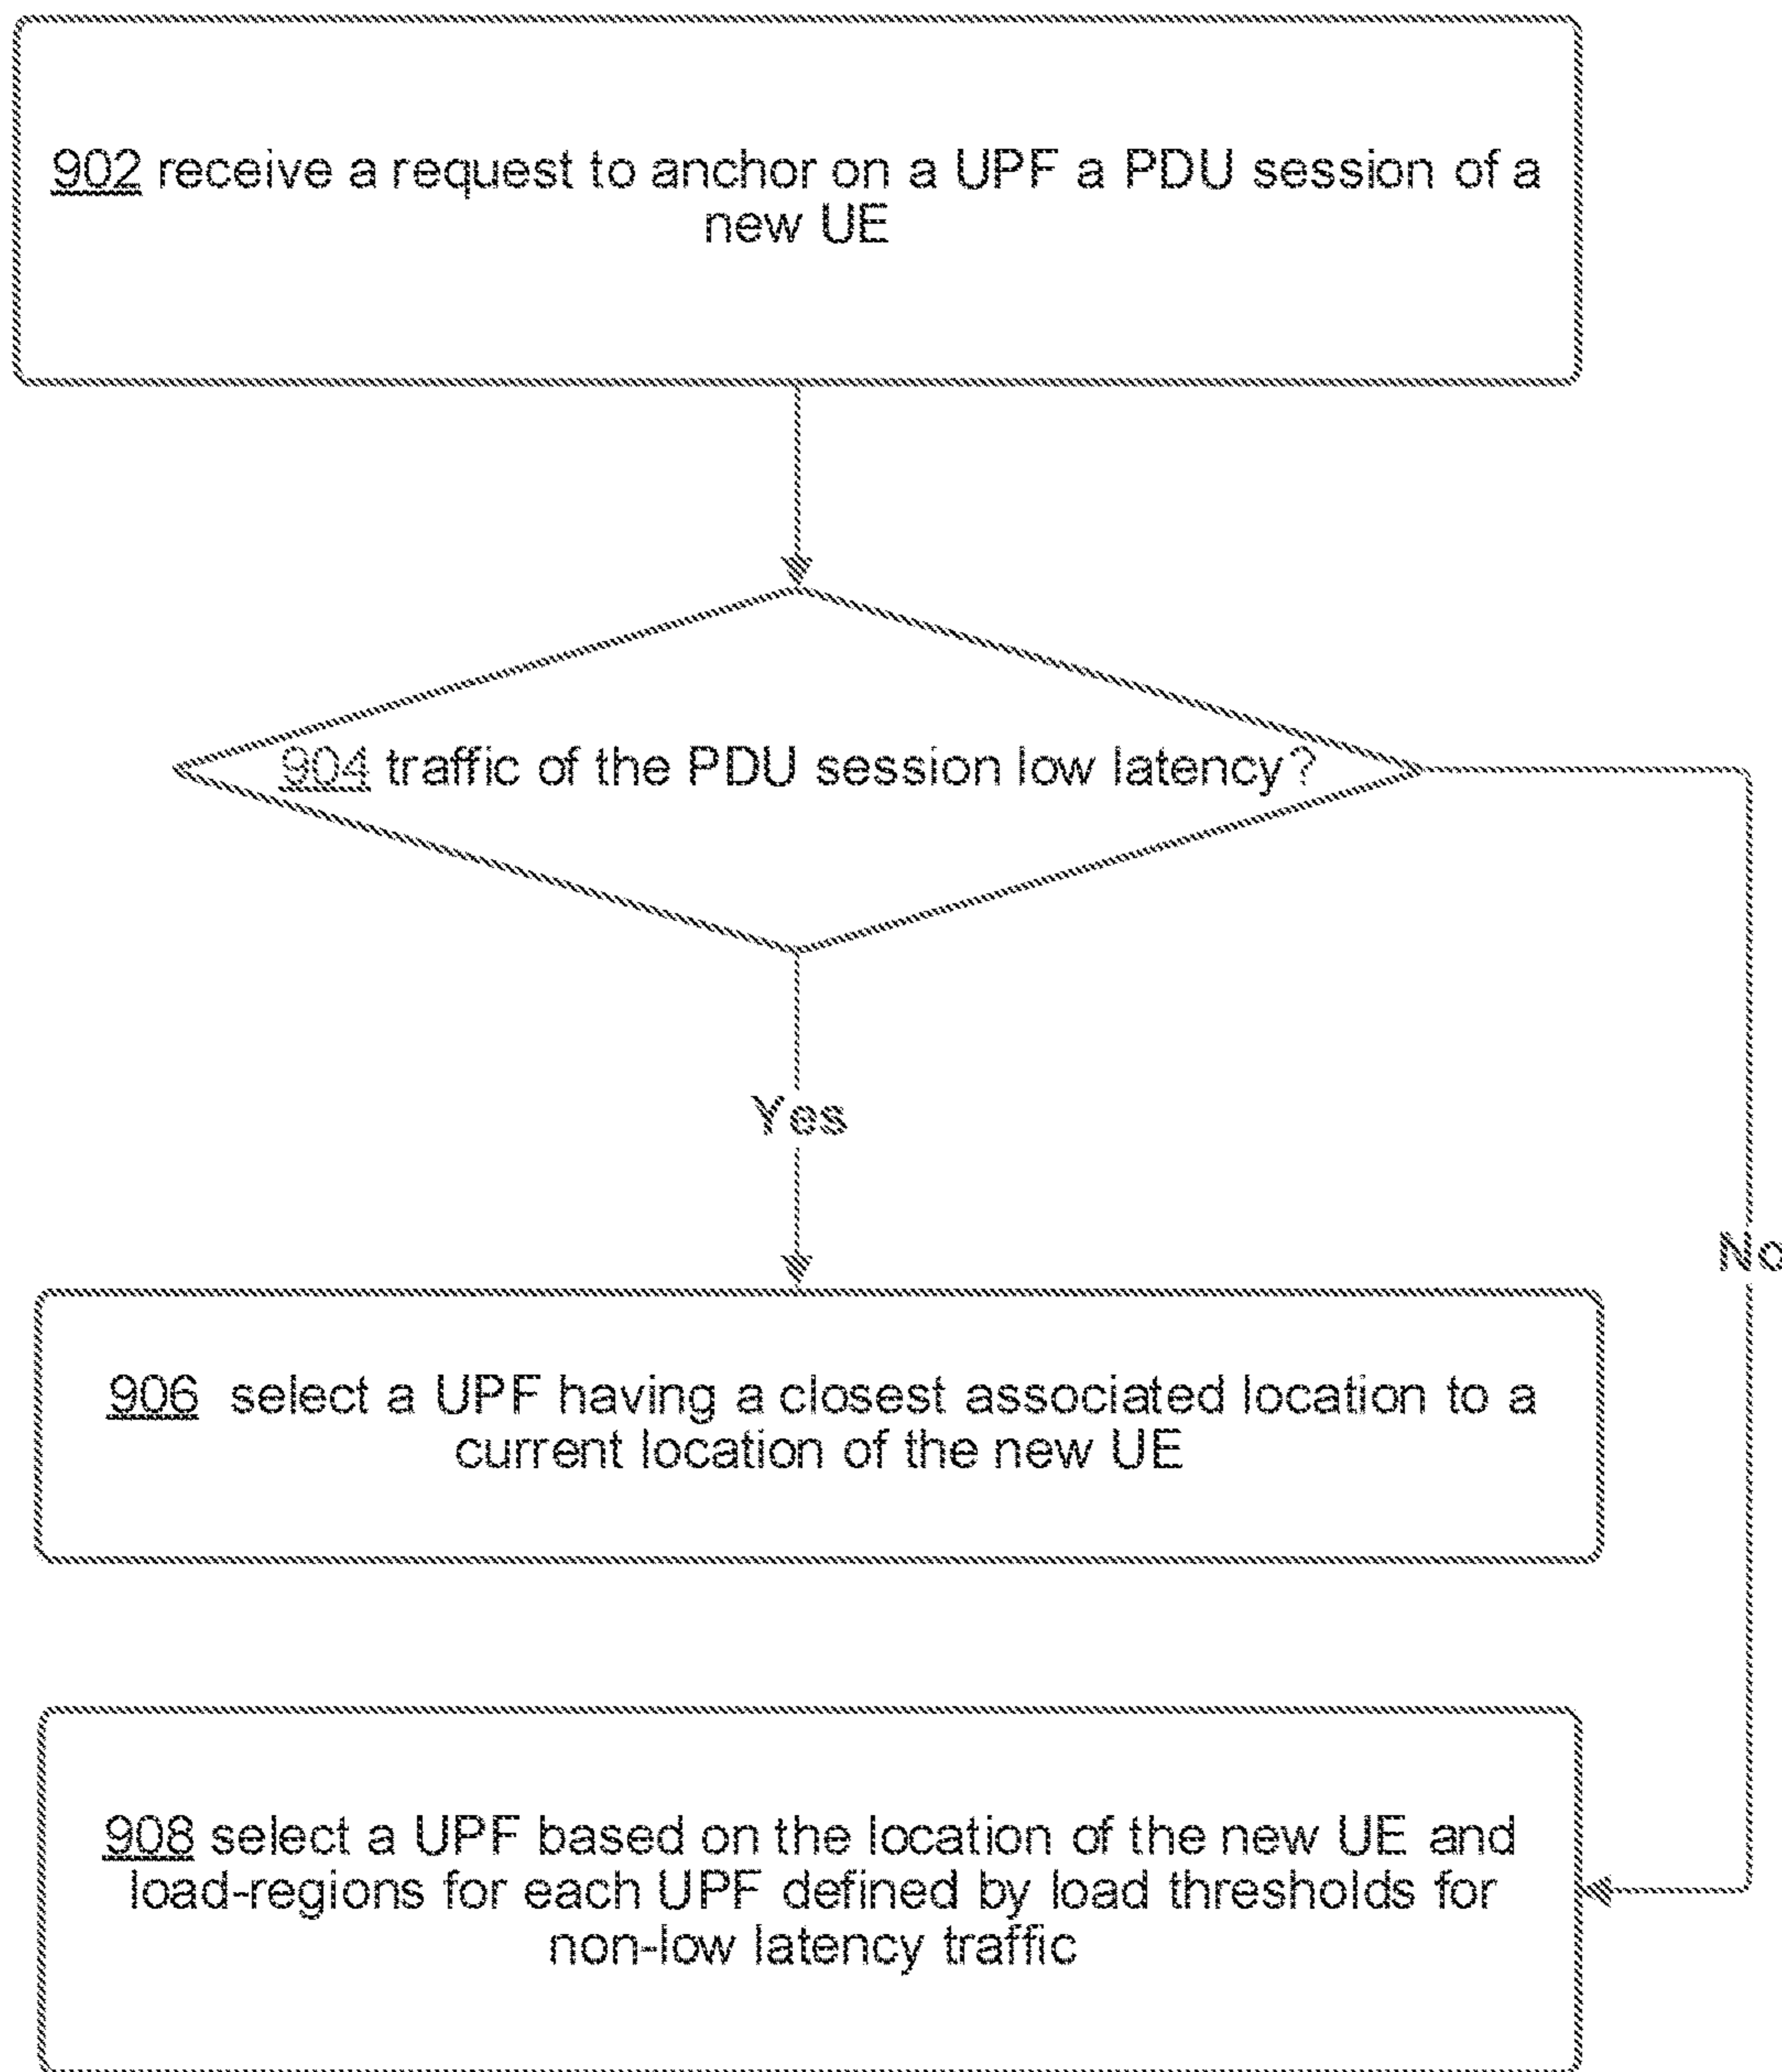 902 receive a request to anchor on a UPF a PDU session of a
new UE
904 traffic of the PDU session low latency?
Yes
No
906 select a UPF having a closest associated location to a
current location of the new UE
908 select a UPF based on the location of the new UE and
load-regions for each UPF defined by load thresholds for
non-low latency traffic